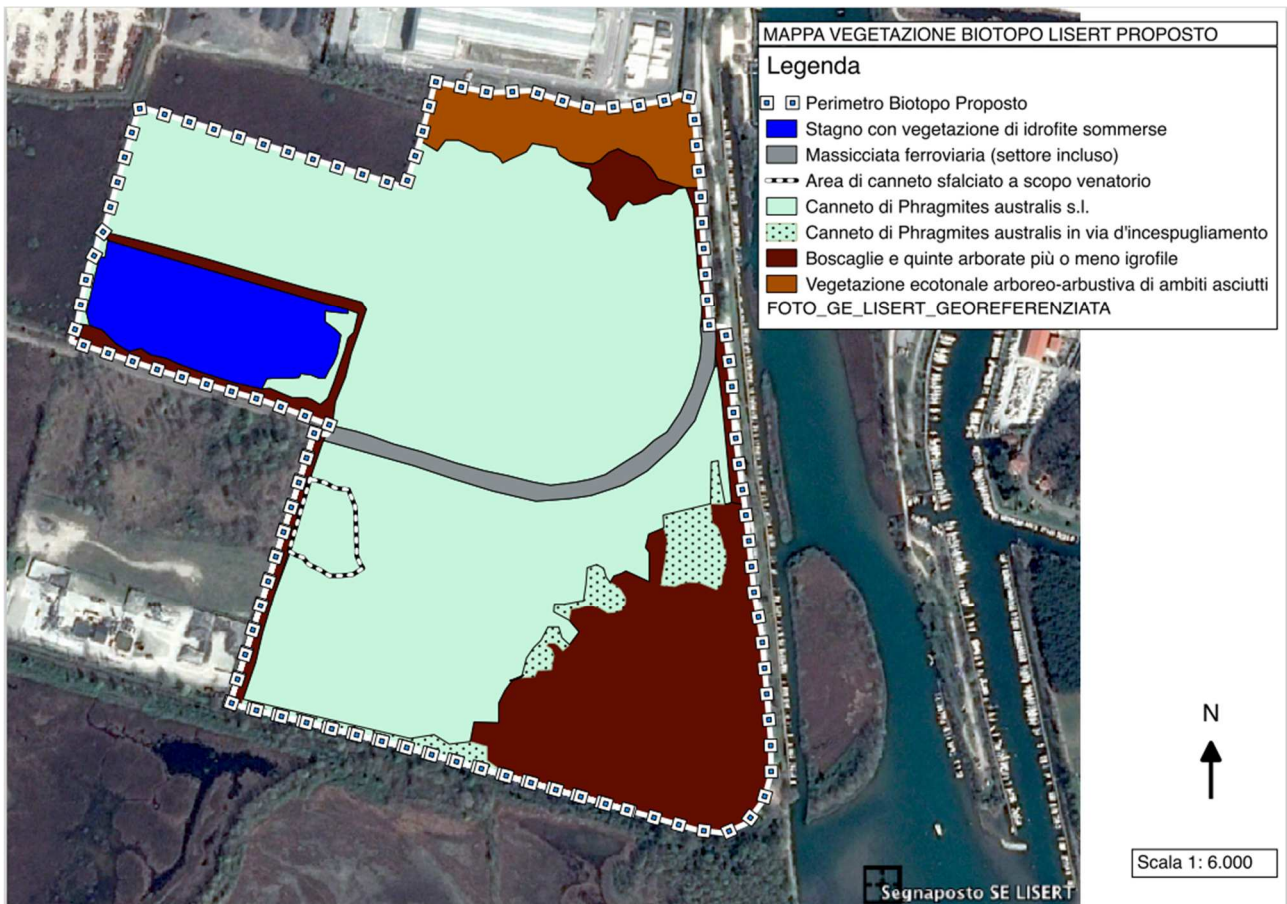 MAPPA VEGETAZIONE BIOTOPO LISERT PROPOSTO
Legenda
Perimetro Biotopo Proposto
Stagno con vegetazione di idrofite sommerse
Massicciata ferroviaria (settore incluso)
Area di canneto sfalciato a scopo venatorio
Canneto di Phragmites australis s.l.
Canneto di Phragmites australis in via d'incespugliamento
Boscaglie e quinte arborate più o meno igrofile
Vegetazione ecotonale arboreo-arbustiva di ambiti asciutti
FOTO_GE_LISERT_GEOREFERENZIATA
N
Scala 1: 6.000
Segnaposto SE LISERT